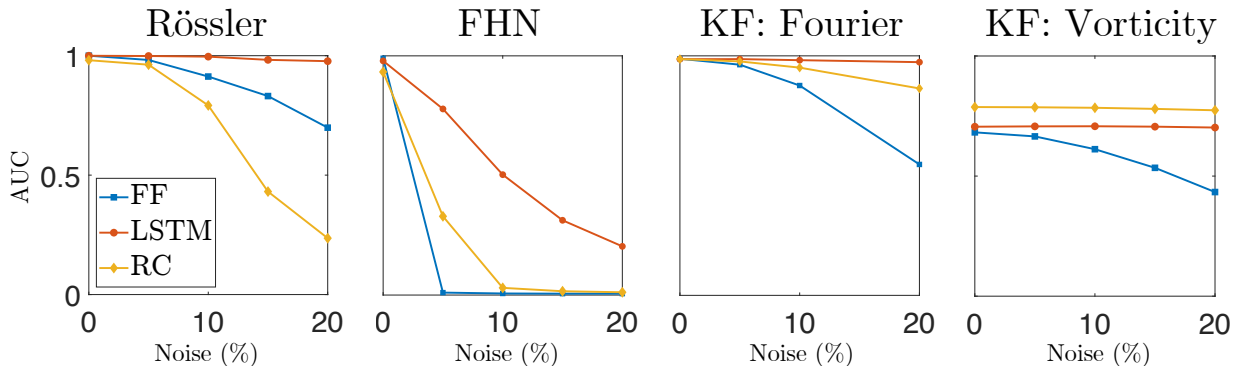 Rössler FHN KF: Fourier KF: Vorticity
1
0.5
0
AUC
FF
LSTM
RC
0 10 20 0 10 20 0 10 20 0 10 20
Noise (%) Noise (%) Noise (%) Noise (%)